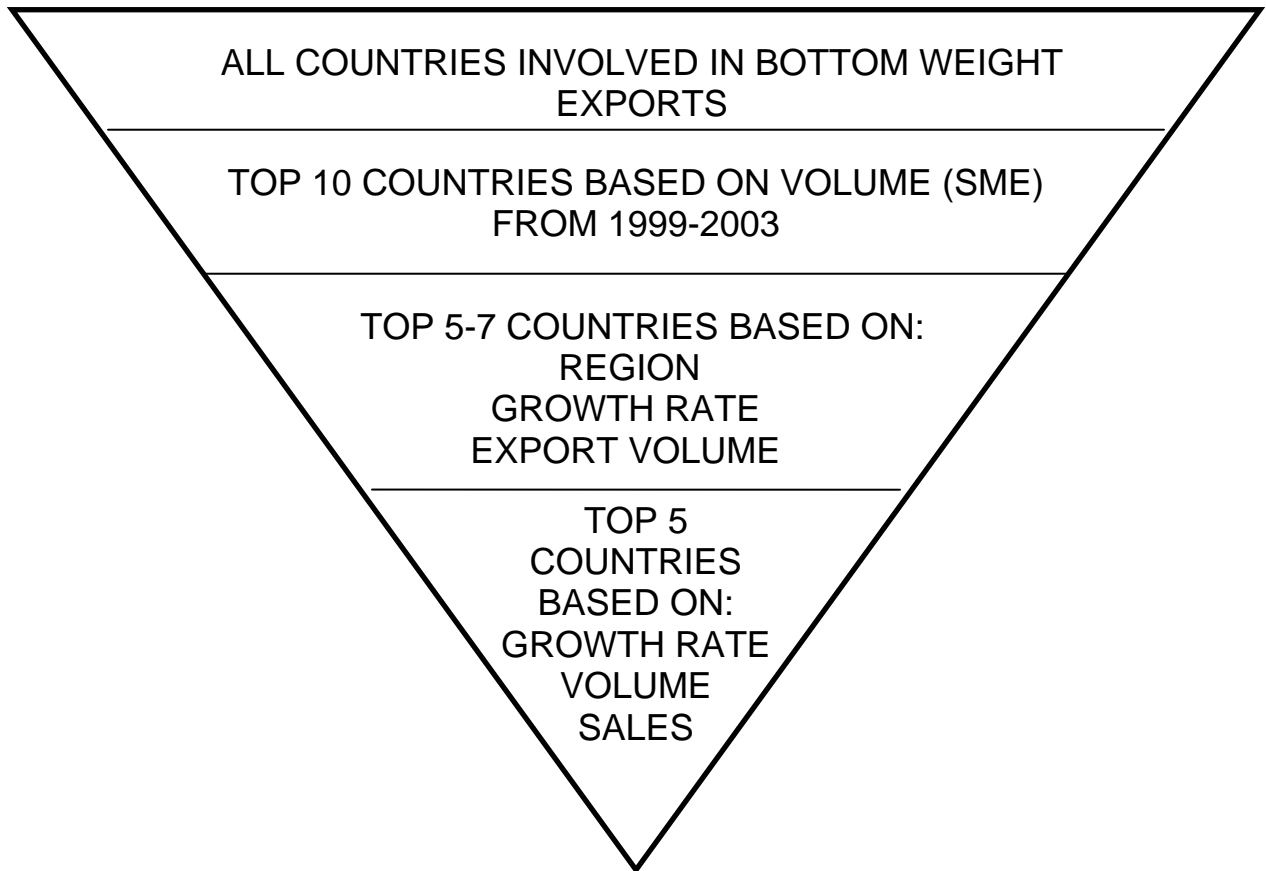 ALL COUNTRIES INVOLVED IN BOTTOM WEIGHT
EXPORTS
TOP 10 COUNTRIES BASED ON VOLUME (SME)
FROM 1999-2003
TOP 5-7 COUNTRIES BASED ON:
REGION
GROWTH RATE
EXPORT VOLUME
TOP 5
COUNTRIES
BASED ON:
GROWTH RATE
VOLUME
SALES